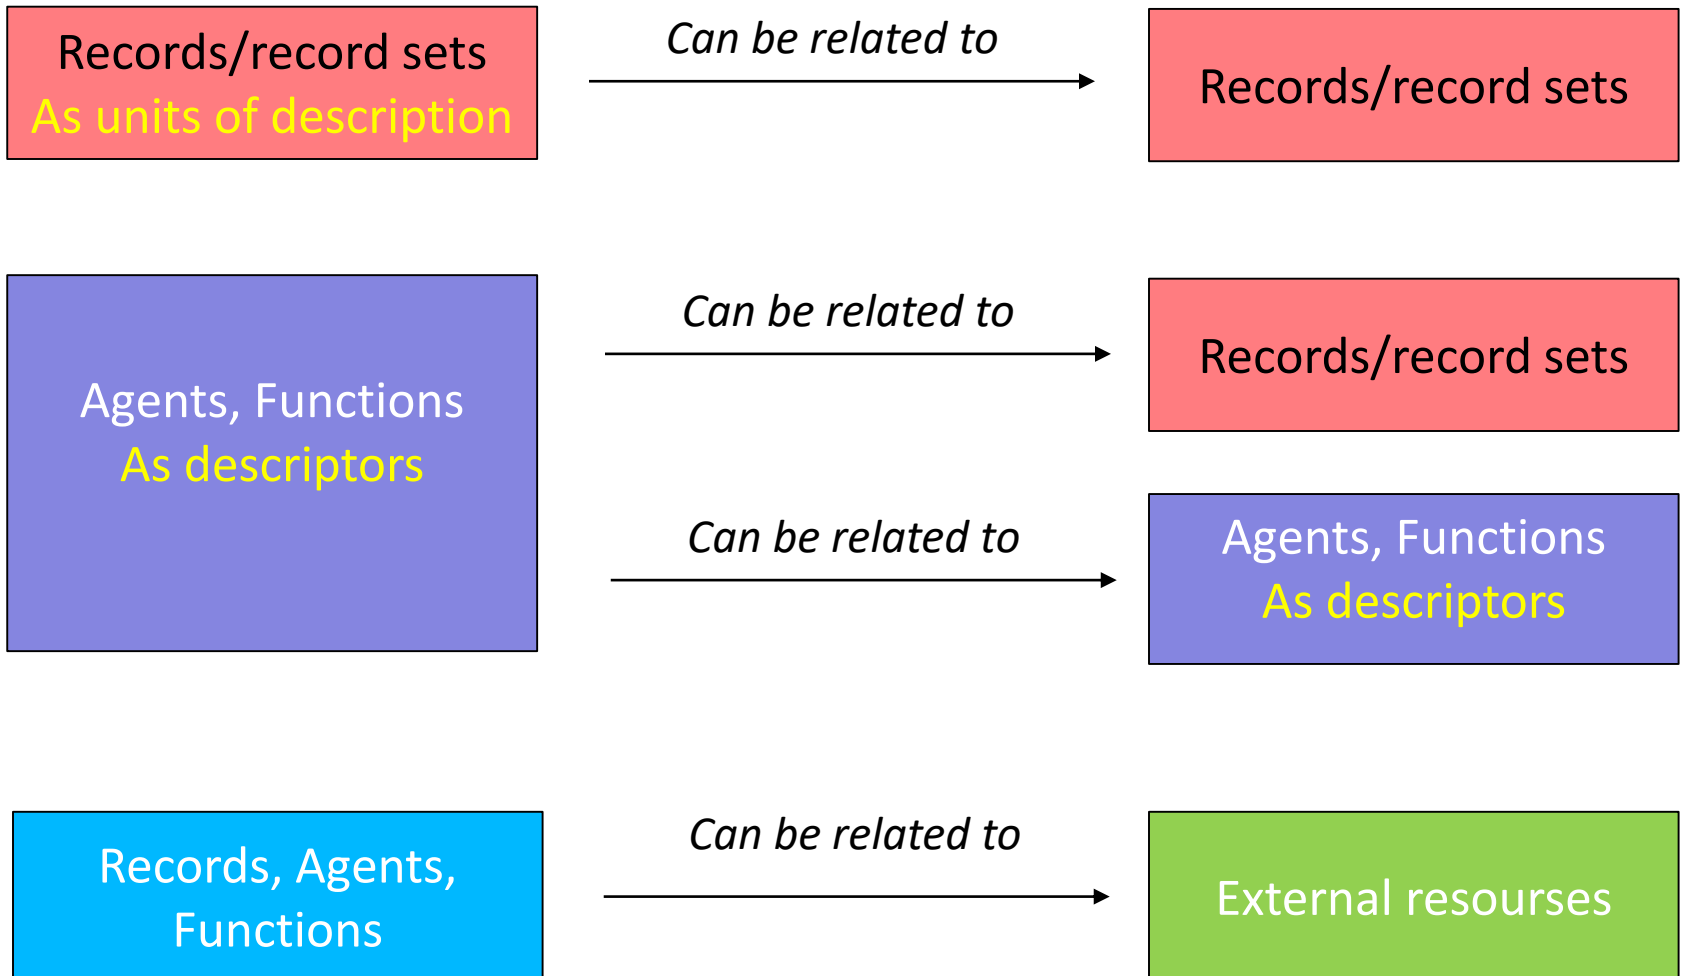 Records/record sets
As units of description
Can be related to
Records/record sets
Agents, Functions
As descriptors
Can be related to
Records/record sets
Can be related to
Agents, Functions
As descriptors
Records, Agents,
Functions
Can be related to
External resourses